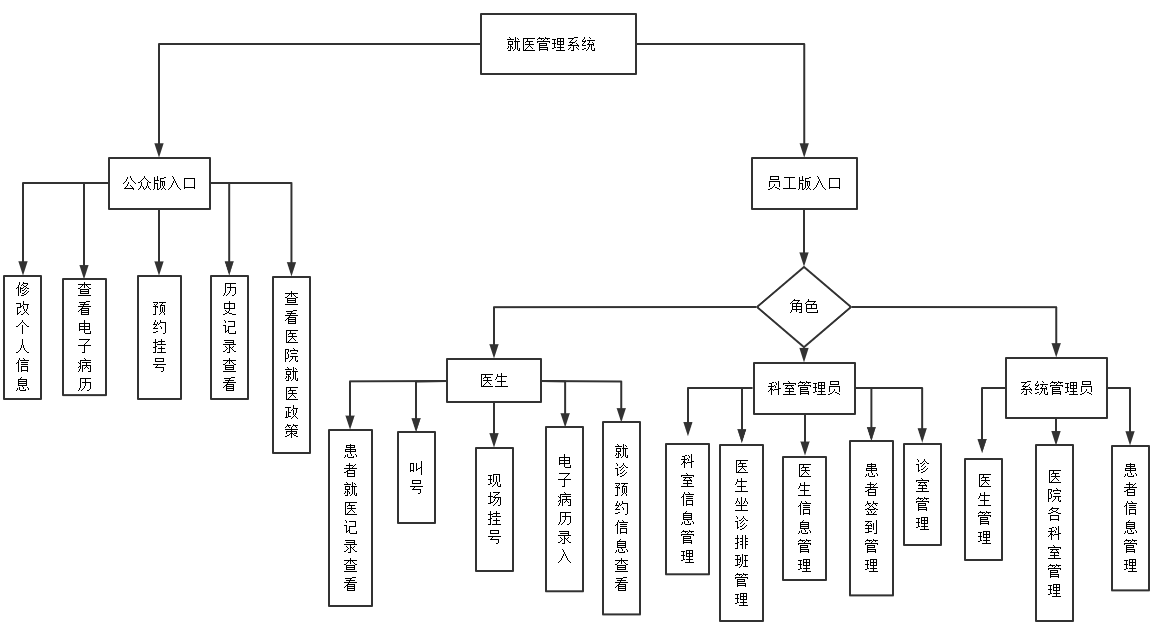 就医管理系统
公众版入口
员工版入口
修改个人信息
查看电子病历
预约挂号
历史记录查看
查看医院就医政策
角色
医生
科室管理员
系统管理员
患者就医记录查看
叫号
现场挂号
电子病历录入
就诊预约信息查看
科室信息管理
医生坐诊排班管理
医生信息管理
患者签到管理
诊室管理
医生管理
医院各科室管理
患者信息管理